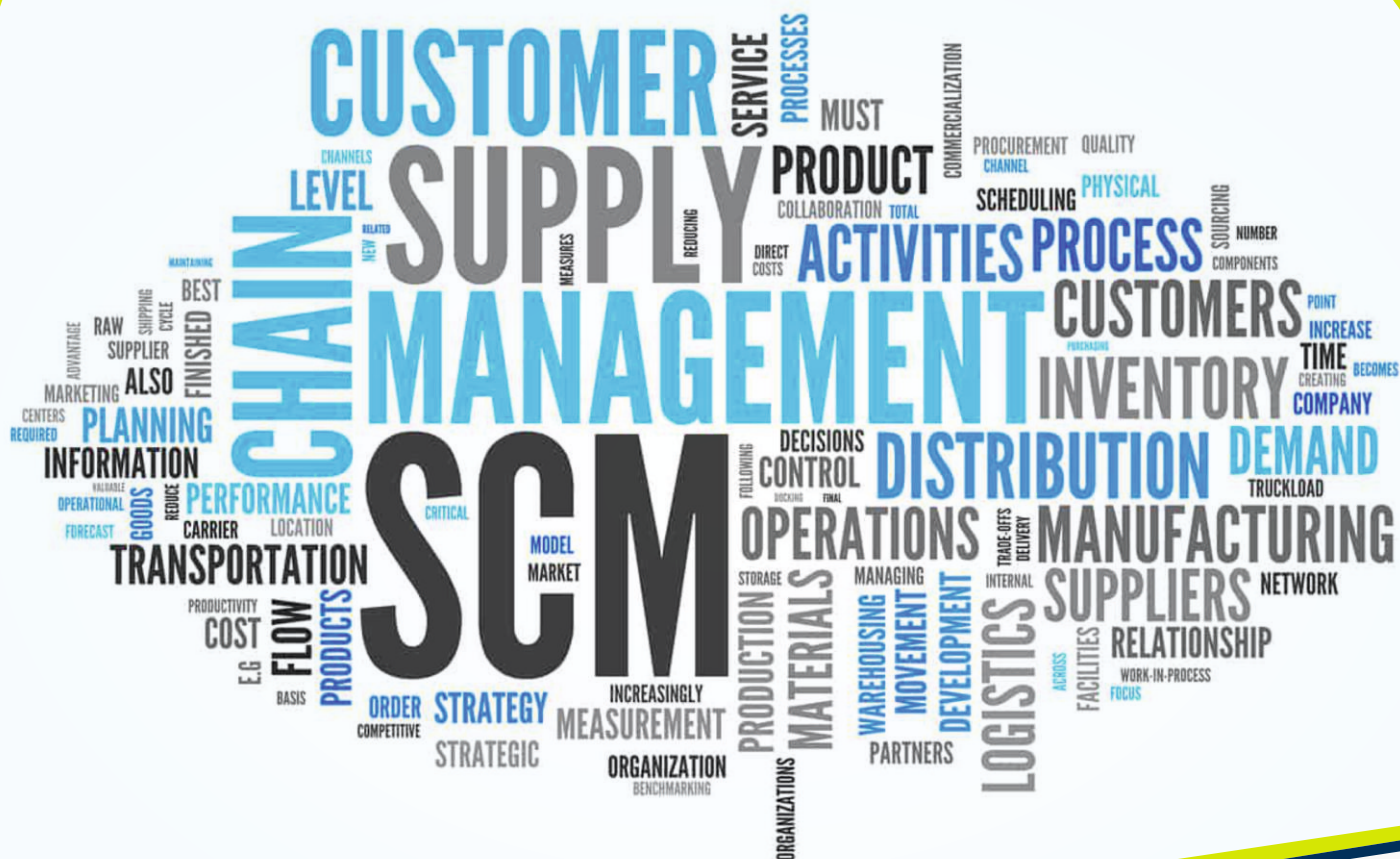 CUSTOMER
SERVICE
PROCESSES
MUST
COMMERCIALIZATION
PROCUREMENT
QUALITY
CHANNEL
CHANNELS
LEVEL
SUPPLY
PRODUCT
SCHEDULING
PHYSICAL
COLLABORATION
TOTAL
SOURCING
NUMBER
COMPONENTS
RELATED
NEW
MEASURES
REDUCING
DIRECT
COSTS
ACTIVITIES
PROCESS
MAINTAINING
BEST
CHAIN
MANAGEMENT
CUSTOMERS
POINT
INCREASE
PURCHASING
TIME
BECOMES
CREATING
INVENTORY
COMPANY
SHIPPING
CYCLE
RAW
SUPPLIER
ADVANTAGE
FINISHED
ALSO
MARKETING
CENTERS
REQUIRED
PLANNING
INFORMATION
VALUABLE
OPERATIONAL
FORECAST
GOODS
REDUCE
PERFORMANCE
CARRIER
LOCATION
TRANSPORTATION
SCM
CRITICAL
MODEL
MARKET
FOLLOWING
DECISIONS
CONTROL
DOCKING
FINAL
DISTRIBUTION
DEMAND
TRUCKLOAD
OPERATIONS
TRADE-OFFS
DELIVERY
MANUFACTURING
STORAGE
MANAGING
INTERNAL
SUPPLIERS
NETWORK
PRODUCTIVITY
COST
E.G
FLOW
BASIS
PRODUCTS
PRODUCTION
MATERIALS
WAREHOUSING
MOVEMENT
DEVELOPMENT
LOGISTICS
ACROSS
FACILITIES
RELATIONSHIP
WORK-IN-PROCESS
FOCUS
ORDER
COMPETITIVE
STRATEGY
STRATEGIC
INCREASINGLY
MEASUREMENT
ORGANIZATION
BENCHMARKING
PARTNERS
ORGANIZATIONS